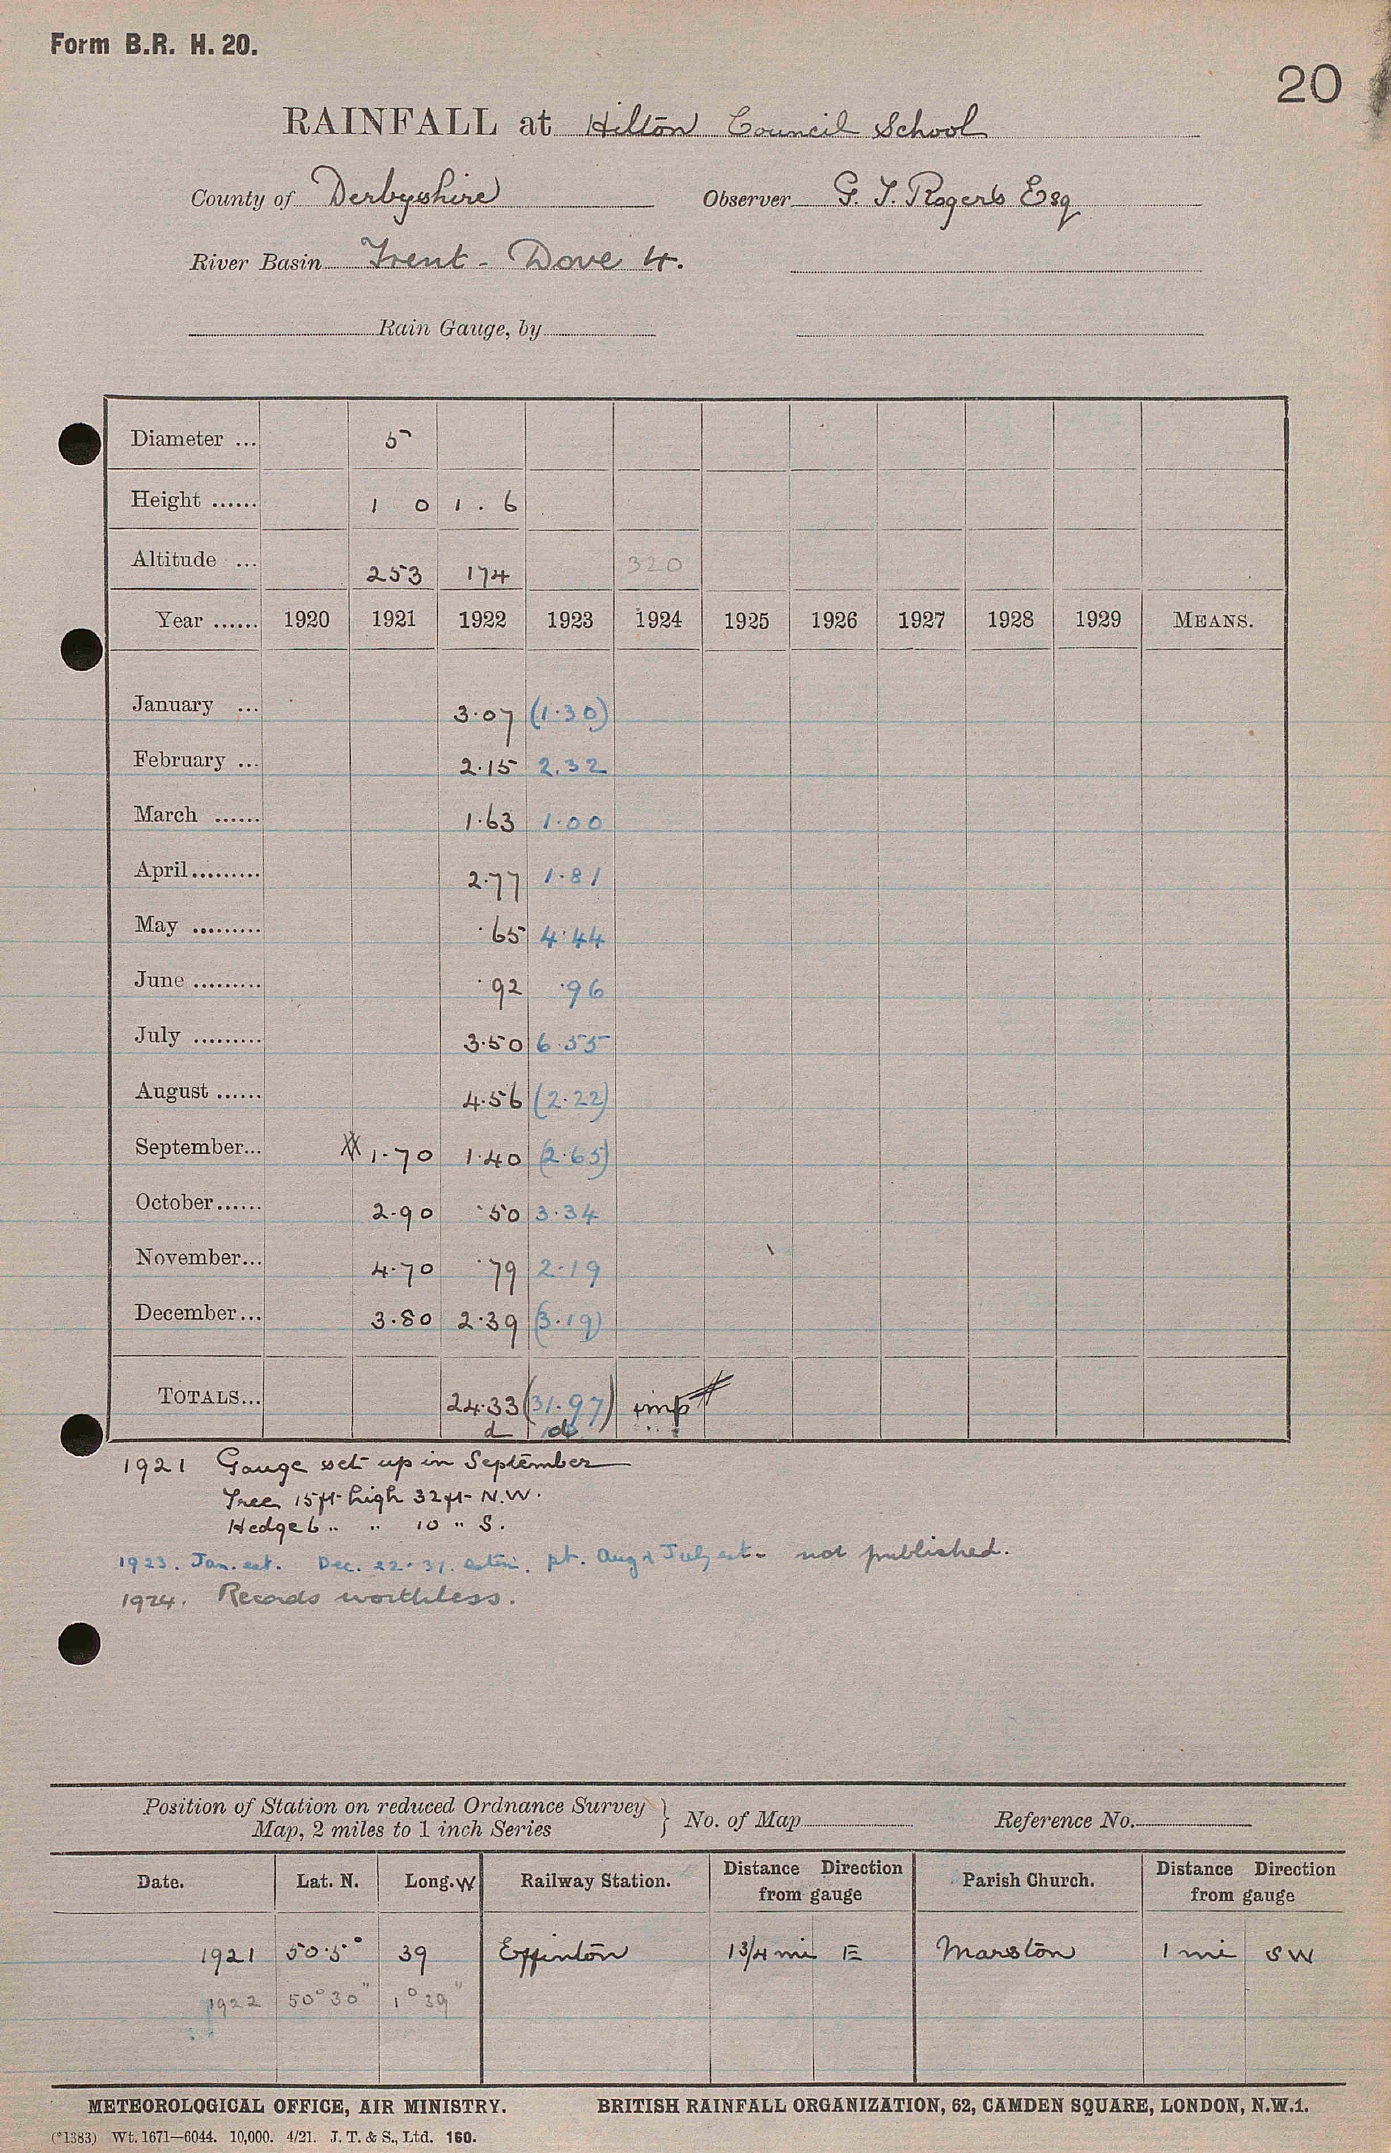 Form B.R. H. 20.
20
RAINFALL at Hilton Council School
County of Derbyshire Observer G. T. Rogers Esq
River Basin Trent - Dove 4.
Rain Gauge, by
Diameter ... 5
Height ...... 1 0 1 . 6
Altitude ... 253 174 320
Year ...... 1920 1921 1922 1923 1924 1925 1926 1927 1928 1929 MEANS.
January ... 3.07 (1.30)
February ... 2.15 2.32
March ...... 1.63 1.00
April ......... 2.77 1.81
May ......... .65 4.44
June ......... .92 .96
July ......... 3.50 6.55
August ...... 4.56 (2.22)
September... 1.70 1.40 (2.65)
October...... 2.90 .50 3.34
November... 4.70 .79 2.19
December... 3.80 2.39 (3.19)
TOTALS... 24.33 (31.97) imp
d d
1921 Gauge set up in September
Tree 15ft high 32ft N.W.
Hedge 6 " " 10 " S.
1923. Jan. est. Dec. 22-31. estim. pt. Aug & July est. not published.
1924. Records worthless.
Position of Station on reduced Ordnance Survey
Map, 2 miles to 1 inch Series } No. of Map Reference No.
Date. Lat. N. Long. W Railway Station. Distance Direction from gauge Parish Church. Distance Direction from gauge
1921 50.5° 39 Egginton 1 3/4 mi E Marston 1 mi SW
1922 50° 30" 1° 39"
METEOROLOGICAL OFFICE, AIR MINISTRY. BRITISH RAINFALL ORGANIZATION, 62, CAMDEN SQUARE, LONDON, N.W.1.
(*1383) Wt. 1671—6044. 10,000. 4/21. J. T. & S., Ltd. 160.